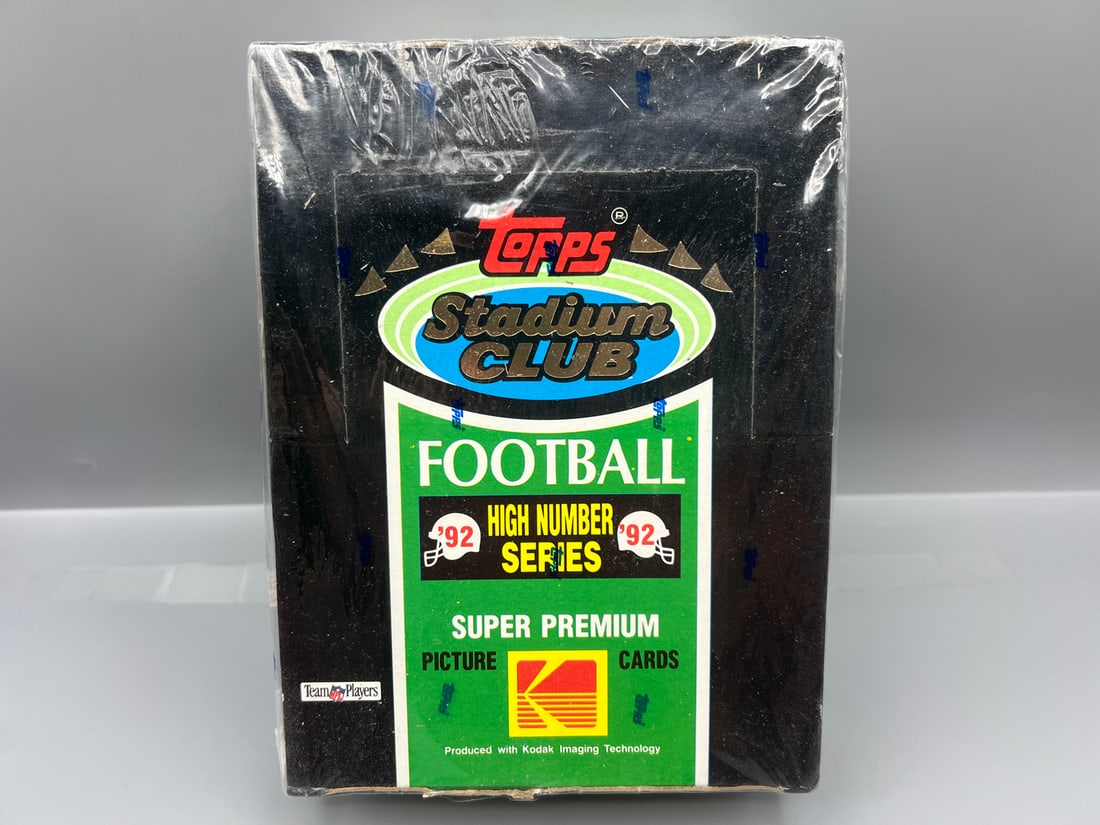 TOPPS ®
Stadium
CLUB
FOOTBALL
'92 HIGH NUMBER '92
SERIES
SUPER PREMIUM
PICTURE CARDS
Team NFL Players
Produced with Kodak Imaging Technology